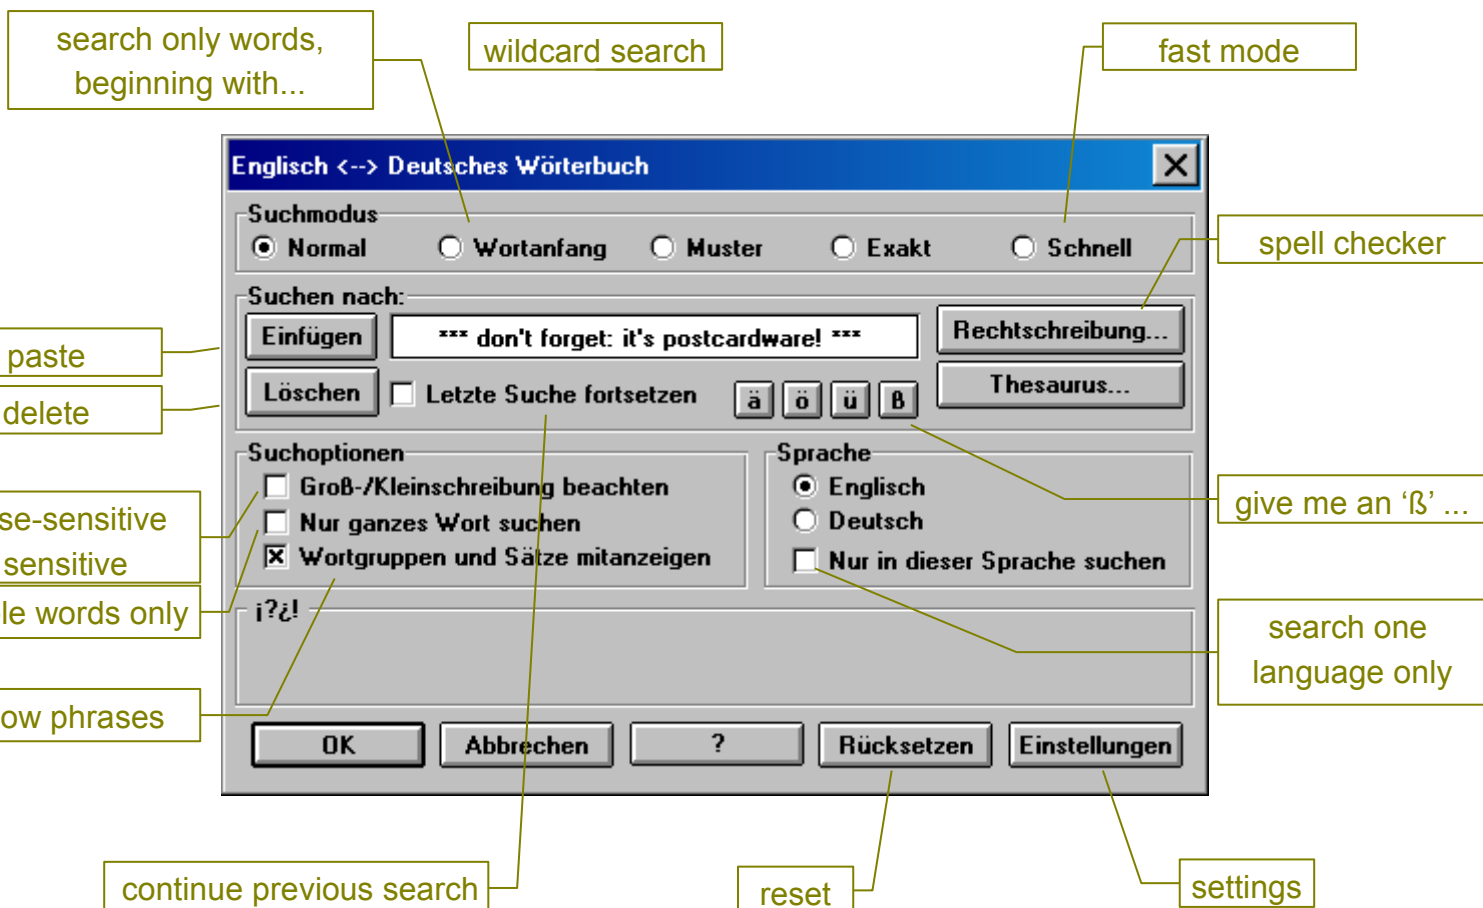 search only words,
beginning with...
wildcard search
fast mode
Englisch <--> Deutsches Wörterbuch
Suchmodus
Normal Wortanfang Muster Exakt Schnell
spell checker
Suchen nach:
Einfügen *** don't forget: it's postcardware! *** Rechtschreibung...
paste
Löschen Letzte Suche fortsetzen ä ö ü ß Thesaurus...
delete
Suchoptionen
Groß-/Kleinschreibung beachten
Nur ganzes Wort suchen
Wortgruppen und Sätze mitanzeigen
Sprache
Englisch
Deutsch
Nur in dieser Sprache suchen
give me an ‘ß’ ...
se-sensitive
sensitive
le words only
ow phrases
¡?¿!
search one
language only
OK Abbrechen ? Rücksetzen Einstellungen
continue previous search
reset
settings